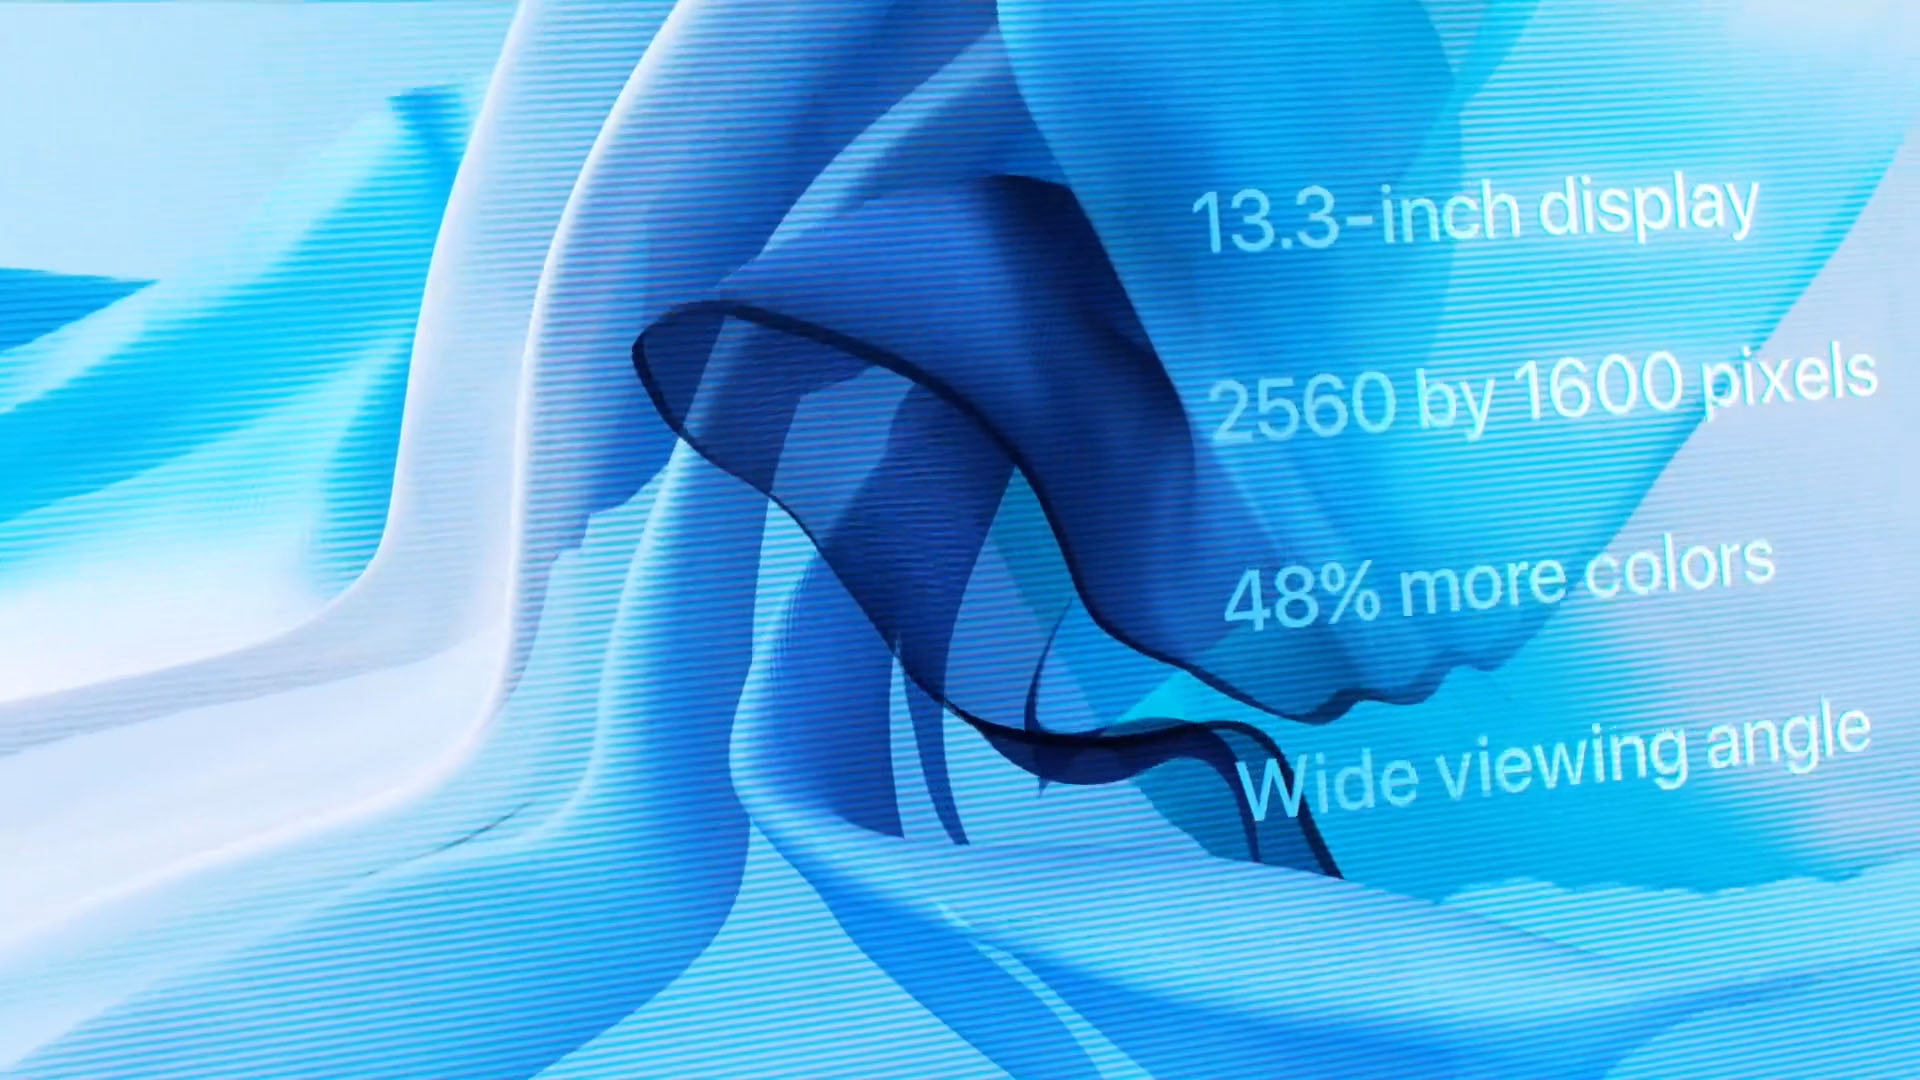 13.3-inch display
2560 by 1600 pixels
48% more colors
Wide viewing angle